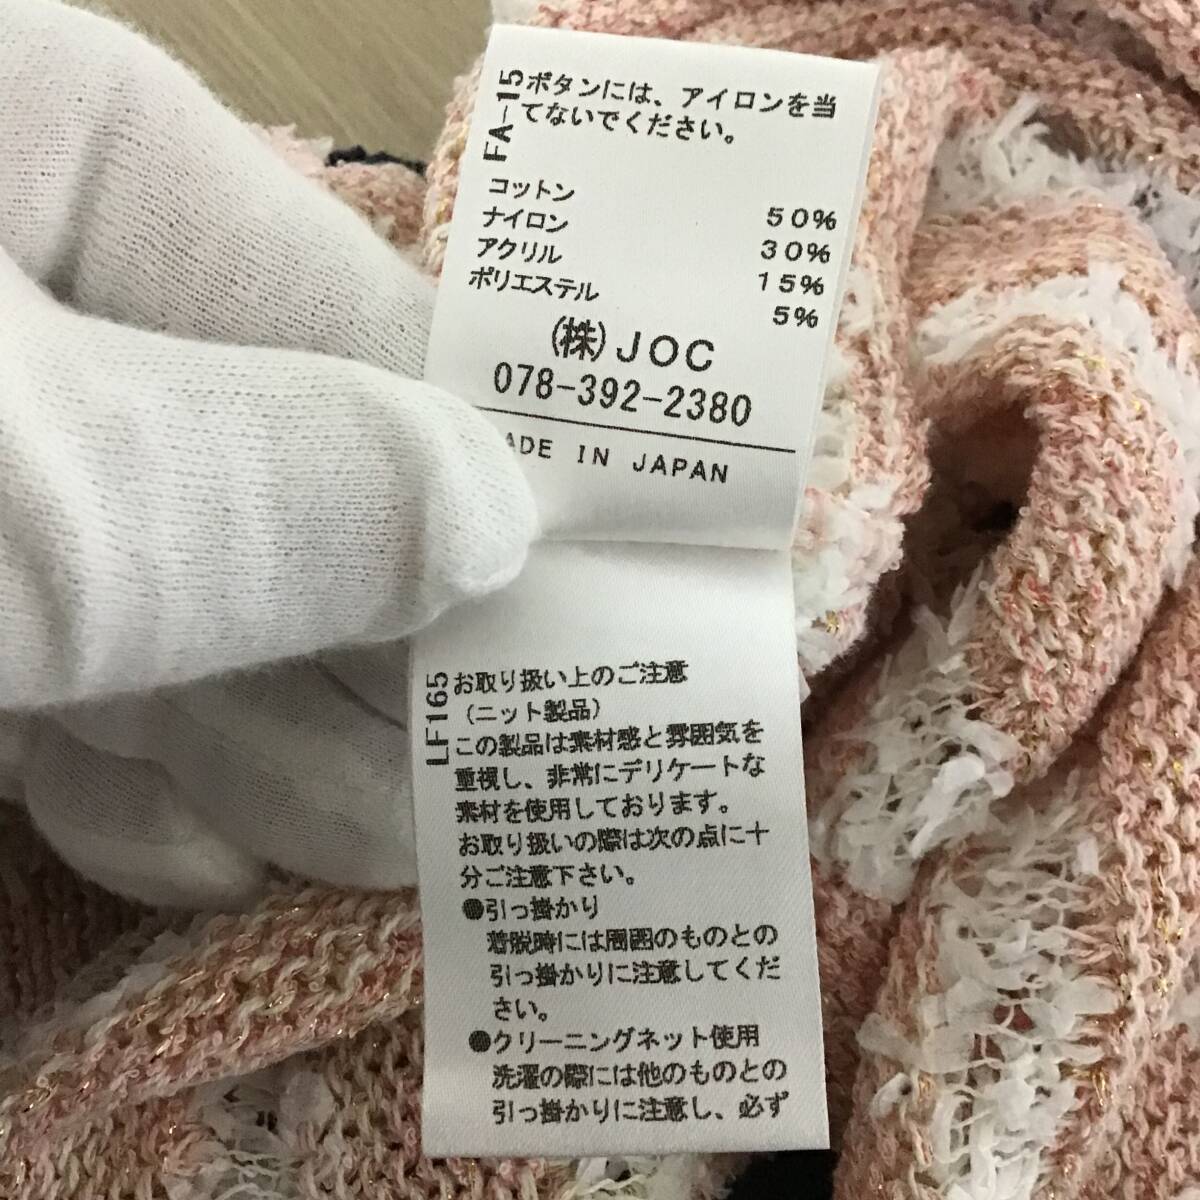 FA-15
ボタンには、アイロンを当
てないでください。
コットン 50%
ナイロン 30%
アクリル 15%
ポリエステル 5%
(株)JOC
078-392-2380
ADE IN JAPAN
LF165
お取り扱い上のご注意
(ニット製品)
この製品は素材感と雰囲気を
重視し、非常にデリケートな
素材を使用しております。
お取り扱いの際は次の点に十
分ご注意下さい。
●引っ掛かり
着脱時には周囲のものとの
引っ掛かりに注意してくだ
さい。
●クリーニングネット使用
洗濯の際には他のものとの
引っ掛かりに注意し、必ず